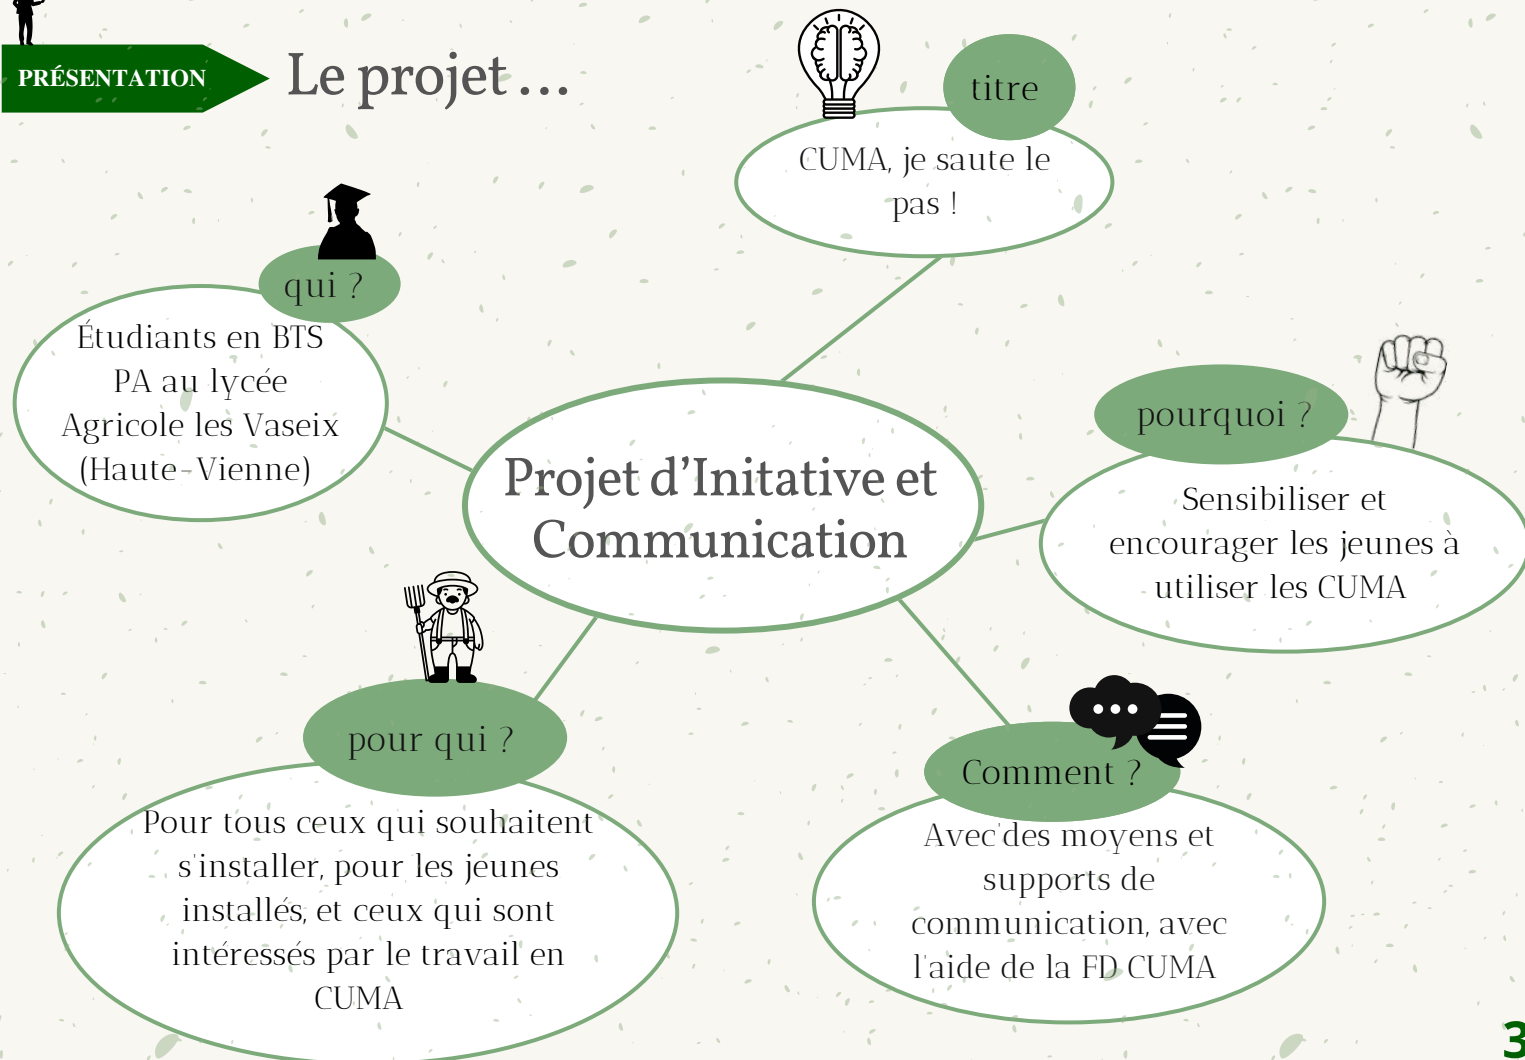 PRÉSENTATION
Le projet...
titre
CUMA, je saute le
pas !
qui ?
Étudiants en BTS
PA au lycée
Agricole les Vaseix
(Haute-Vienne)
pourquoi ?
Sensibiliser et
encourager les jeunes à
utiliser les CUMA
Projet d'Initative et
Communication
pour qui ?
Pour tous ceux qui souhaitent
s'installer, pour les jeunes
installés, et ceux qui sont
intéressés par le travail en
CUMA
Comment ?
Avec des moyens et
supports de
communication, avec
l'aide de la FD CUMA
3